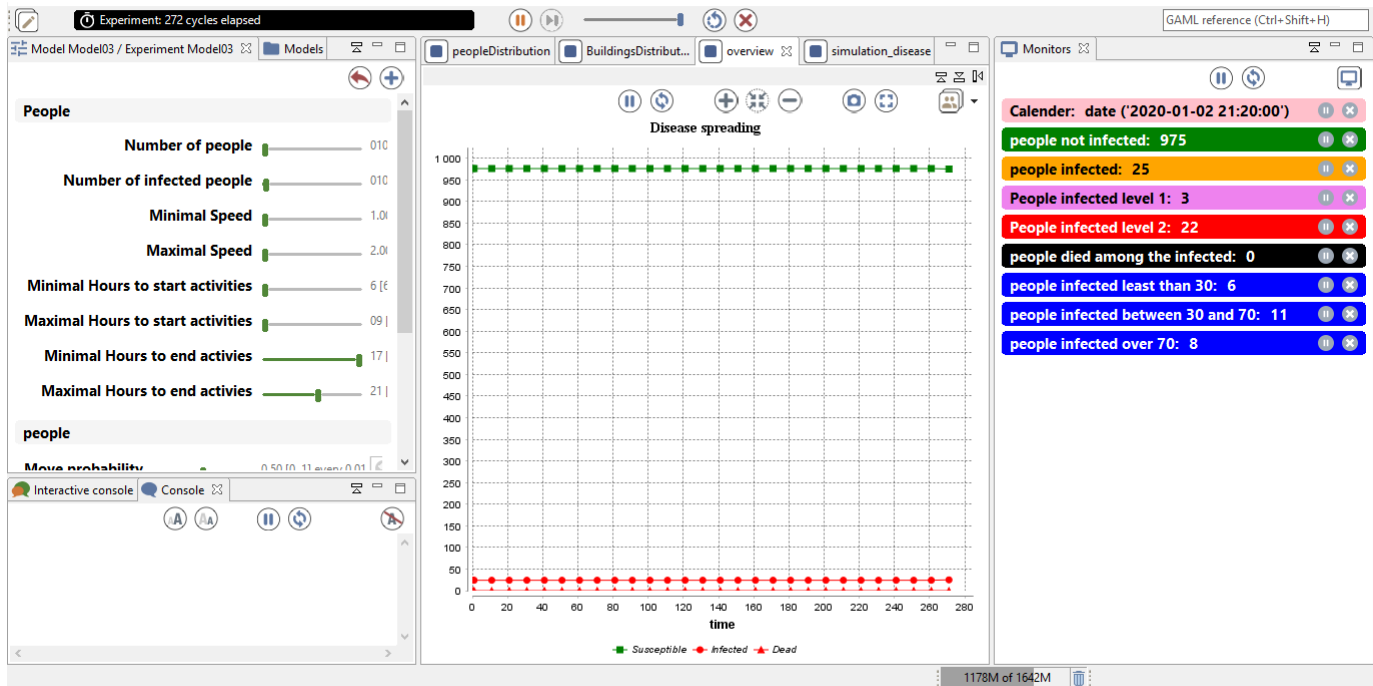 Experiment: 272 cycles elapsed
GAML reference (Ctrl+Shift+H)
Model Model03 / Experiment Model03
Models
People
Number of people 010
Number of infected people 010
Minimal Speed 1.0
Maximal Speed 2.0
Minimal Hours to start activities 6 [6
Maximal Hours to start activities 09 [
Minimal Hours to end activies 17 [
Maximal Hours to end activies 21 [
people
Move probability 0.50 [0..1] every 0.01
Interactive console
Console
peopleDistribution
BuildingsDistribut...
overview
simulation_disease
Disease spreading
1 000
950
900
850
800
750
700
650
600
550
500
450
400
350
300
250
200
150
100
50
0
0 20 40 60 80 100 120 140 160 180 200 220 240 260 280
time
Susceptible Infected Dead
Monitors
Calender: date ('2020-01-02 21:20:00')
people not infected: 975
people infected: 25
People infected level 1: 3
People infected level 2: 22
people died among the infected: 0
people infected least than 30: 6
people infected between 30 and 70: 11
people infected over 70: 8
1178M of 1642M